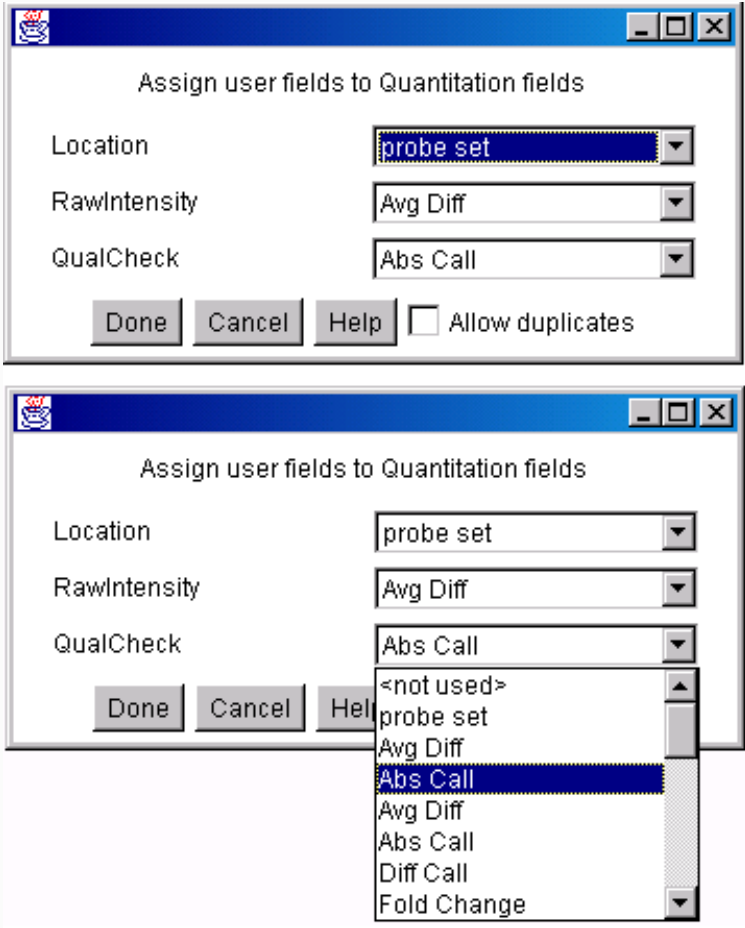 Assign user fields to Quantitation fields
Location probe set
RawIntensity Avg Diff
QualCheck Abs Call
Done Cancel Help Allow duplicates
Assign user fields to Quantitation fields
Location probe set
RawIntensity Avg Diff
QualCheck Abs Call
<not used>
Done Cancel Hel probe set
Avg Diff
Abs Call
Avg Diff
Abs Call
Diff Call
Fold Change